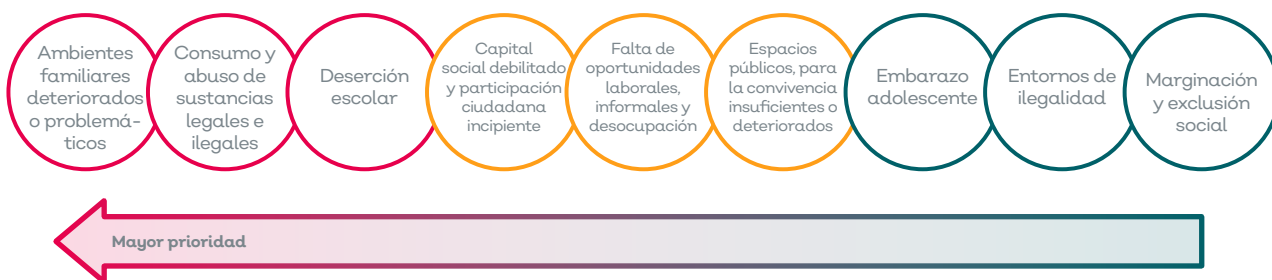 Ambientes
familiares
deteriorados
o problemá-
ticos
Consumo y
abuso de
sustancias
legales e
ilegales
Deserción
escolar
Capital
social debilitado
y participación
ciudadana
incipiente
Falta de
oportunidades
laborales,
informales y
desocupación
Espacios
públicos, para
la convivencia
insuficientes o
deteriorados
Embarazo
adolescente
Entornos de
ilegalidad
Marginación
y exclusión
social
Mayor prioridad